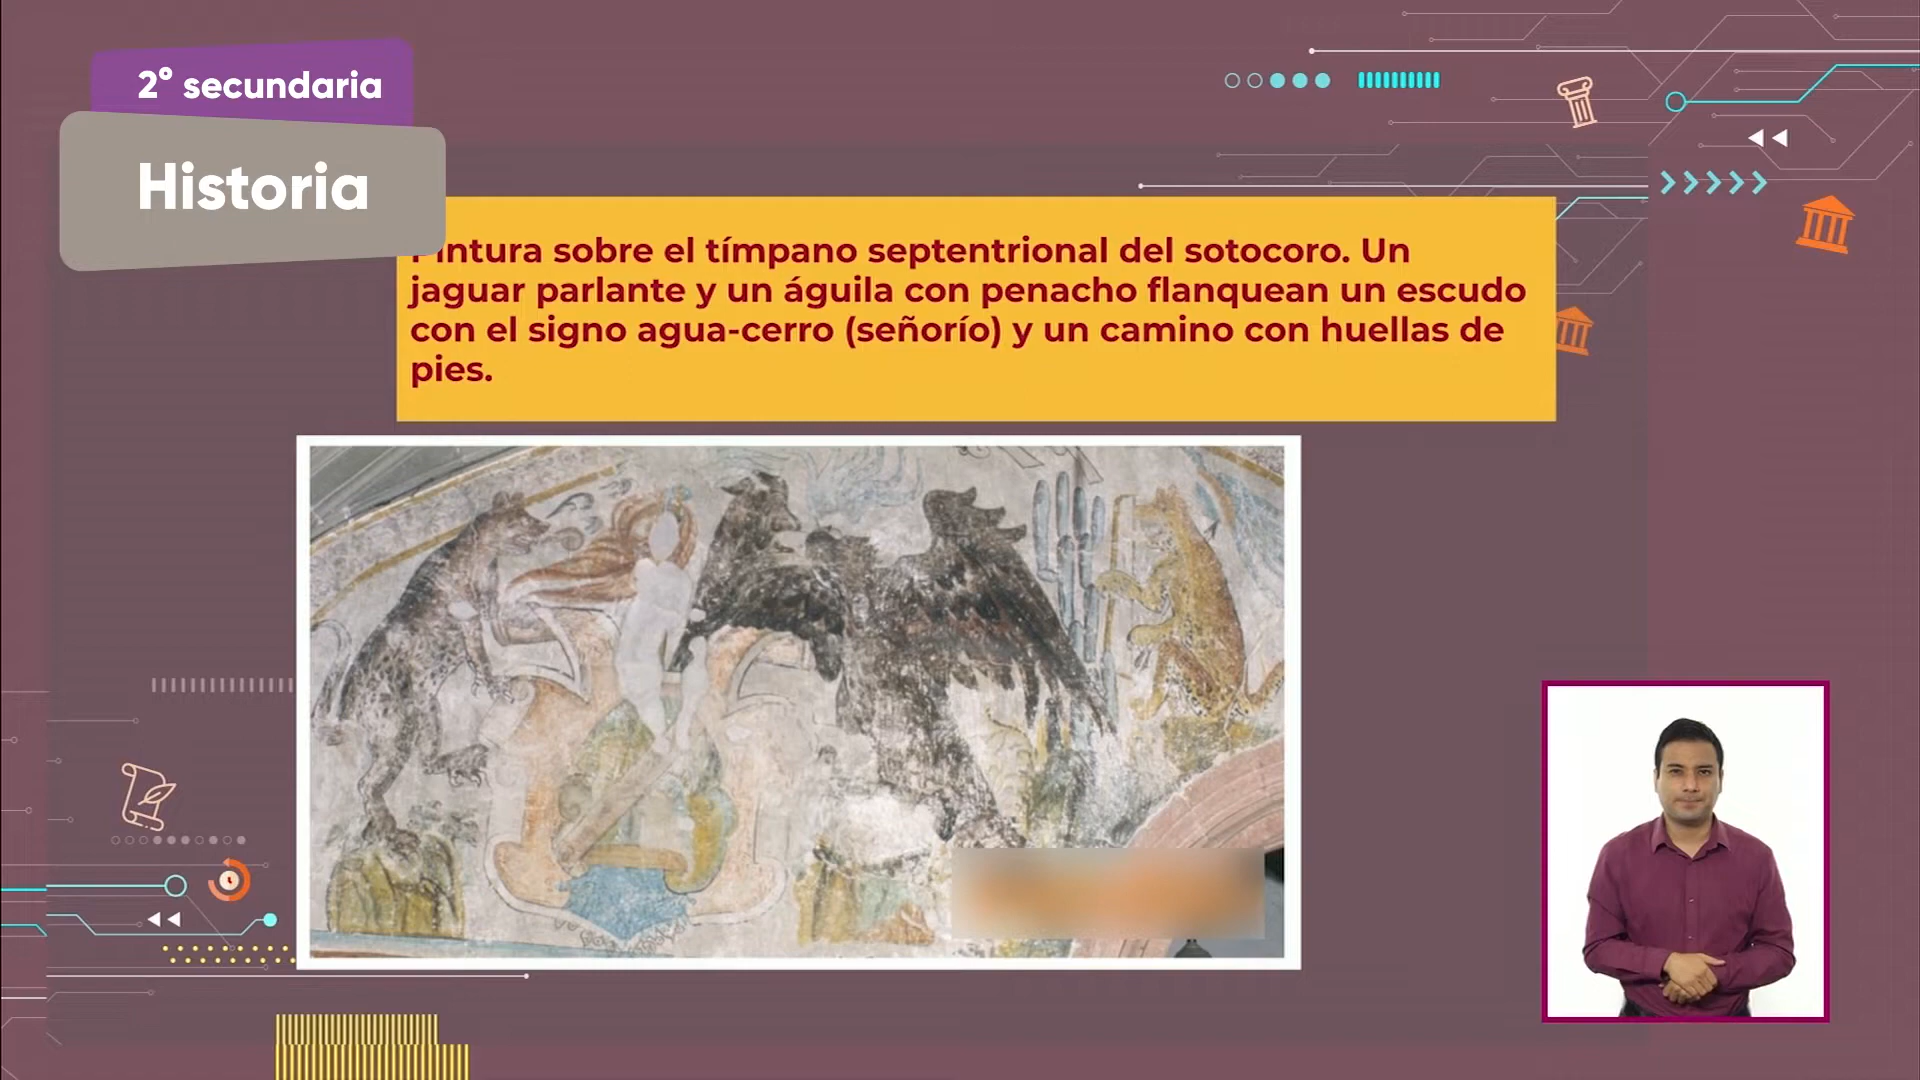 2° secundaria
Historia
Pintura sobre el tímpano septentrional del sotocoro. Un
jaguar parlante y un águila con penacho flanquean un escudo
con el signo agua-cerro (señorío) y un camino con huellas de
pies.